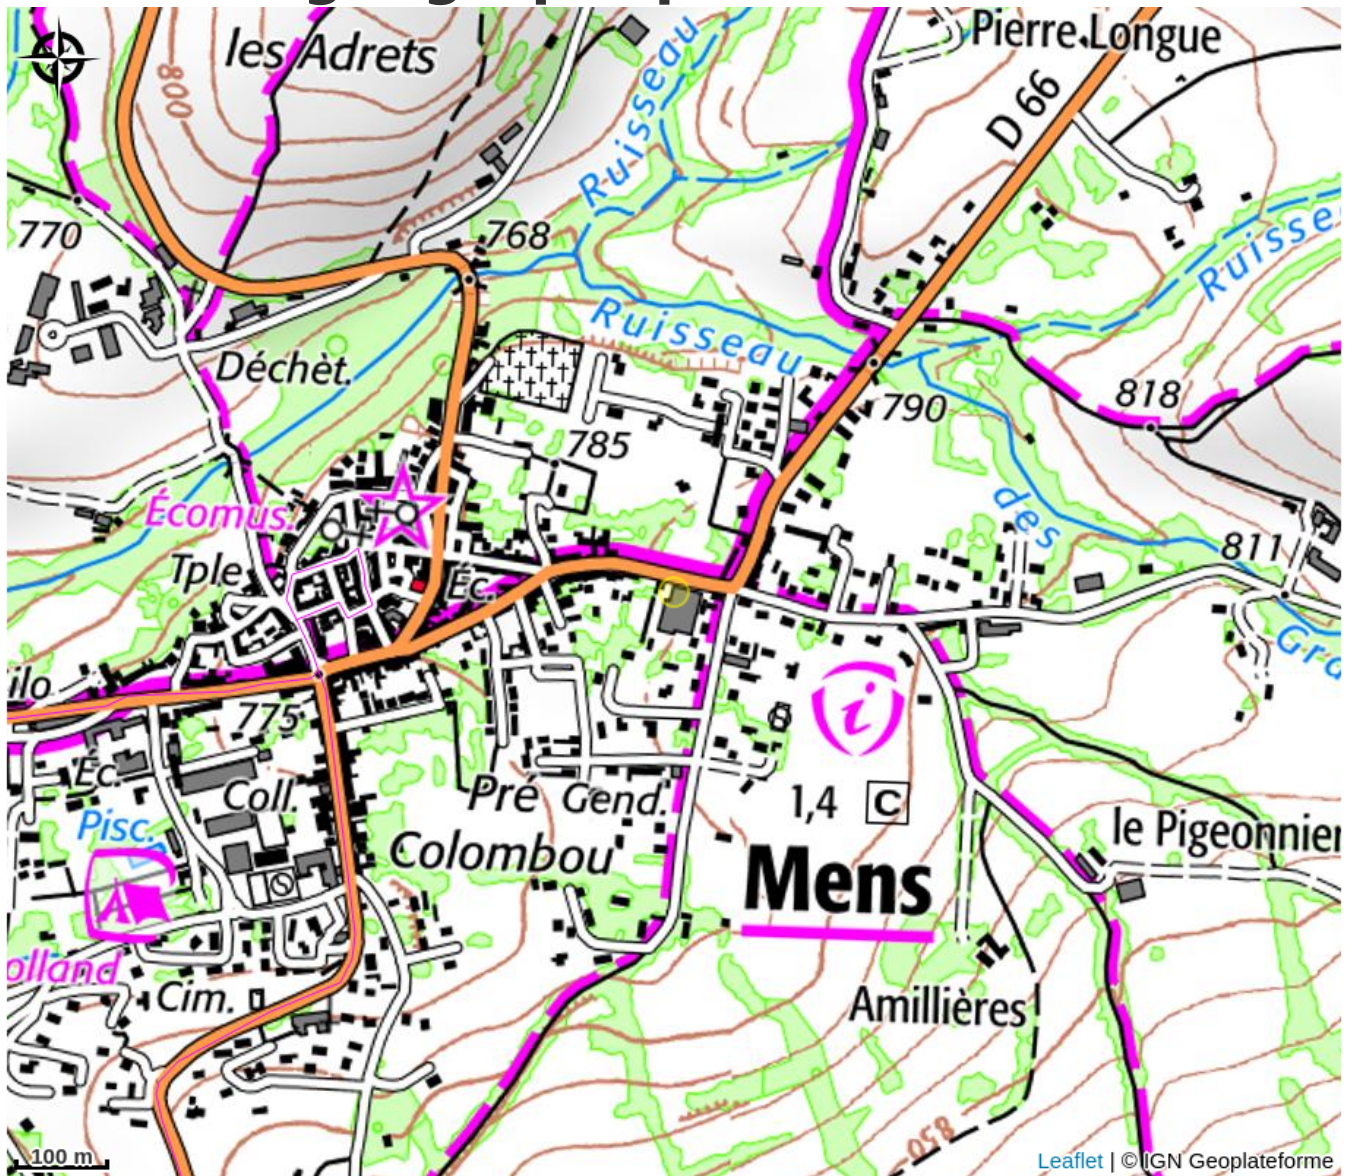 les Adrets
Pierre Longue
800
Ruisseau
D 66
770
768
Ruisseau
Ruisse
Déchèt.
790
818
785
Écomus.
des
811
Tple
Éc.
Gra
ilo
775
Éc.
Coll.
Pré
Gend.
1,4
C
Pisc.
Colombou
le Pigeonnier
Mens
olland
Cim.
Amillières
850
100 m
Leaflet | © IGN Geoplateforme